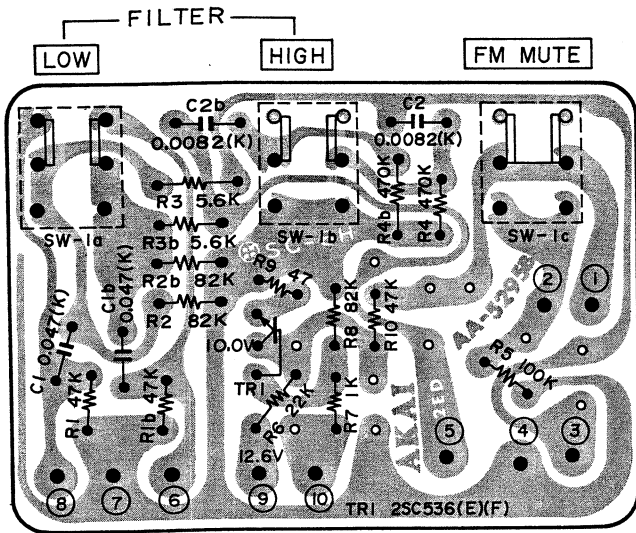 FILTER
LOW
HIGH
FM MUTE
C2b
0.0082(K)
C2
0.0082(K)
R3 5.6K
R3b 5.6K
R2b 82K
R2 82K
SW-1a
SW-1b
SW-1c
R4b 470K
R4 470K
C1b 0.047(K)
C1 0.047(K)
R9 47
R8 82K
R10 47K
10.0V
TR1
R6 22K
R7 1K
R1 47K
R1b 47K
12.6V
AA-5295B
R5 100K
AKAI
2ED
2
1
5
4
3
8
7
6
9
10
TR1 2SC536(E)(F)